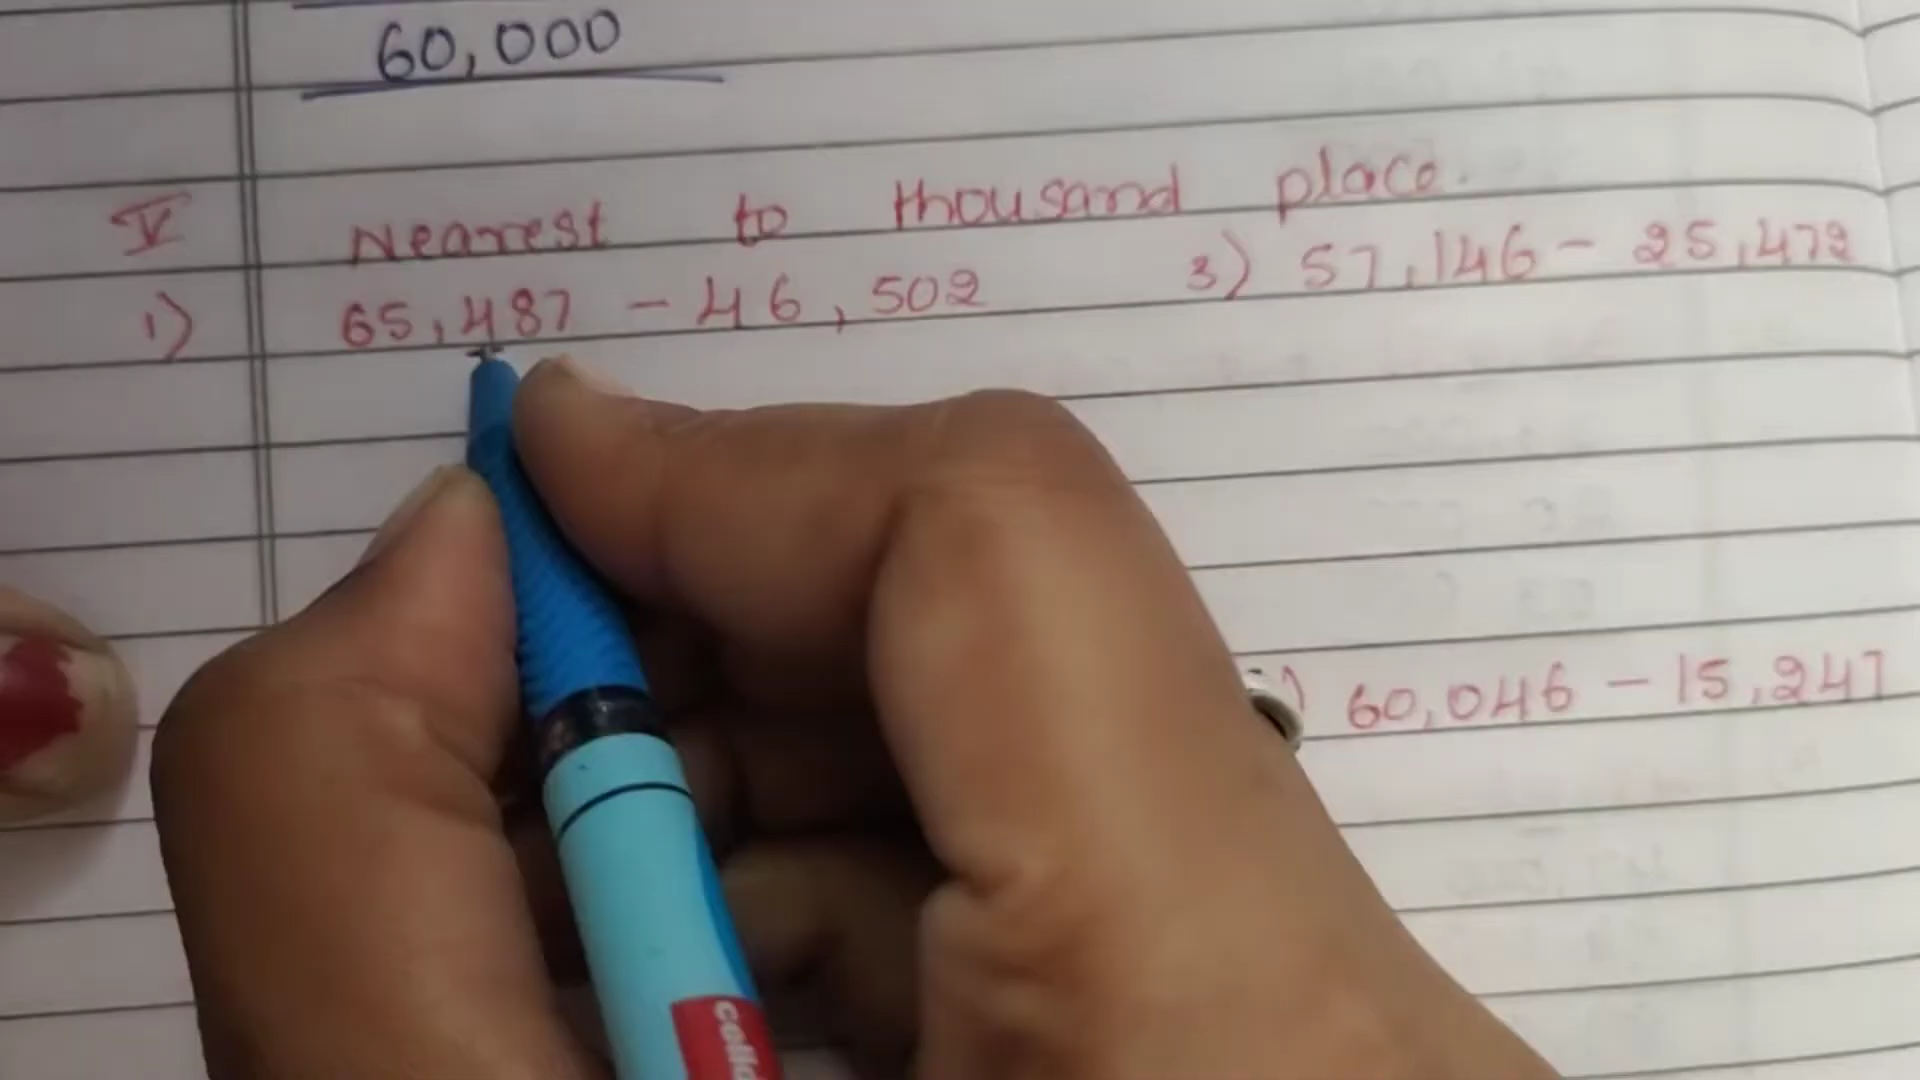 60,000
V Nearest to thousand place.
1) 65,487 - 46,502 3) 57,146 - 25,472
) 60,046 - 15,247
cello